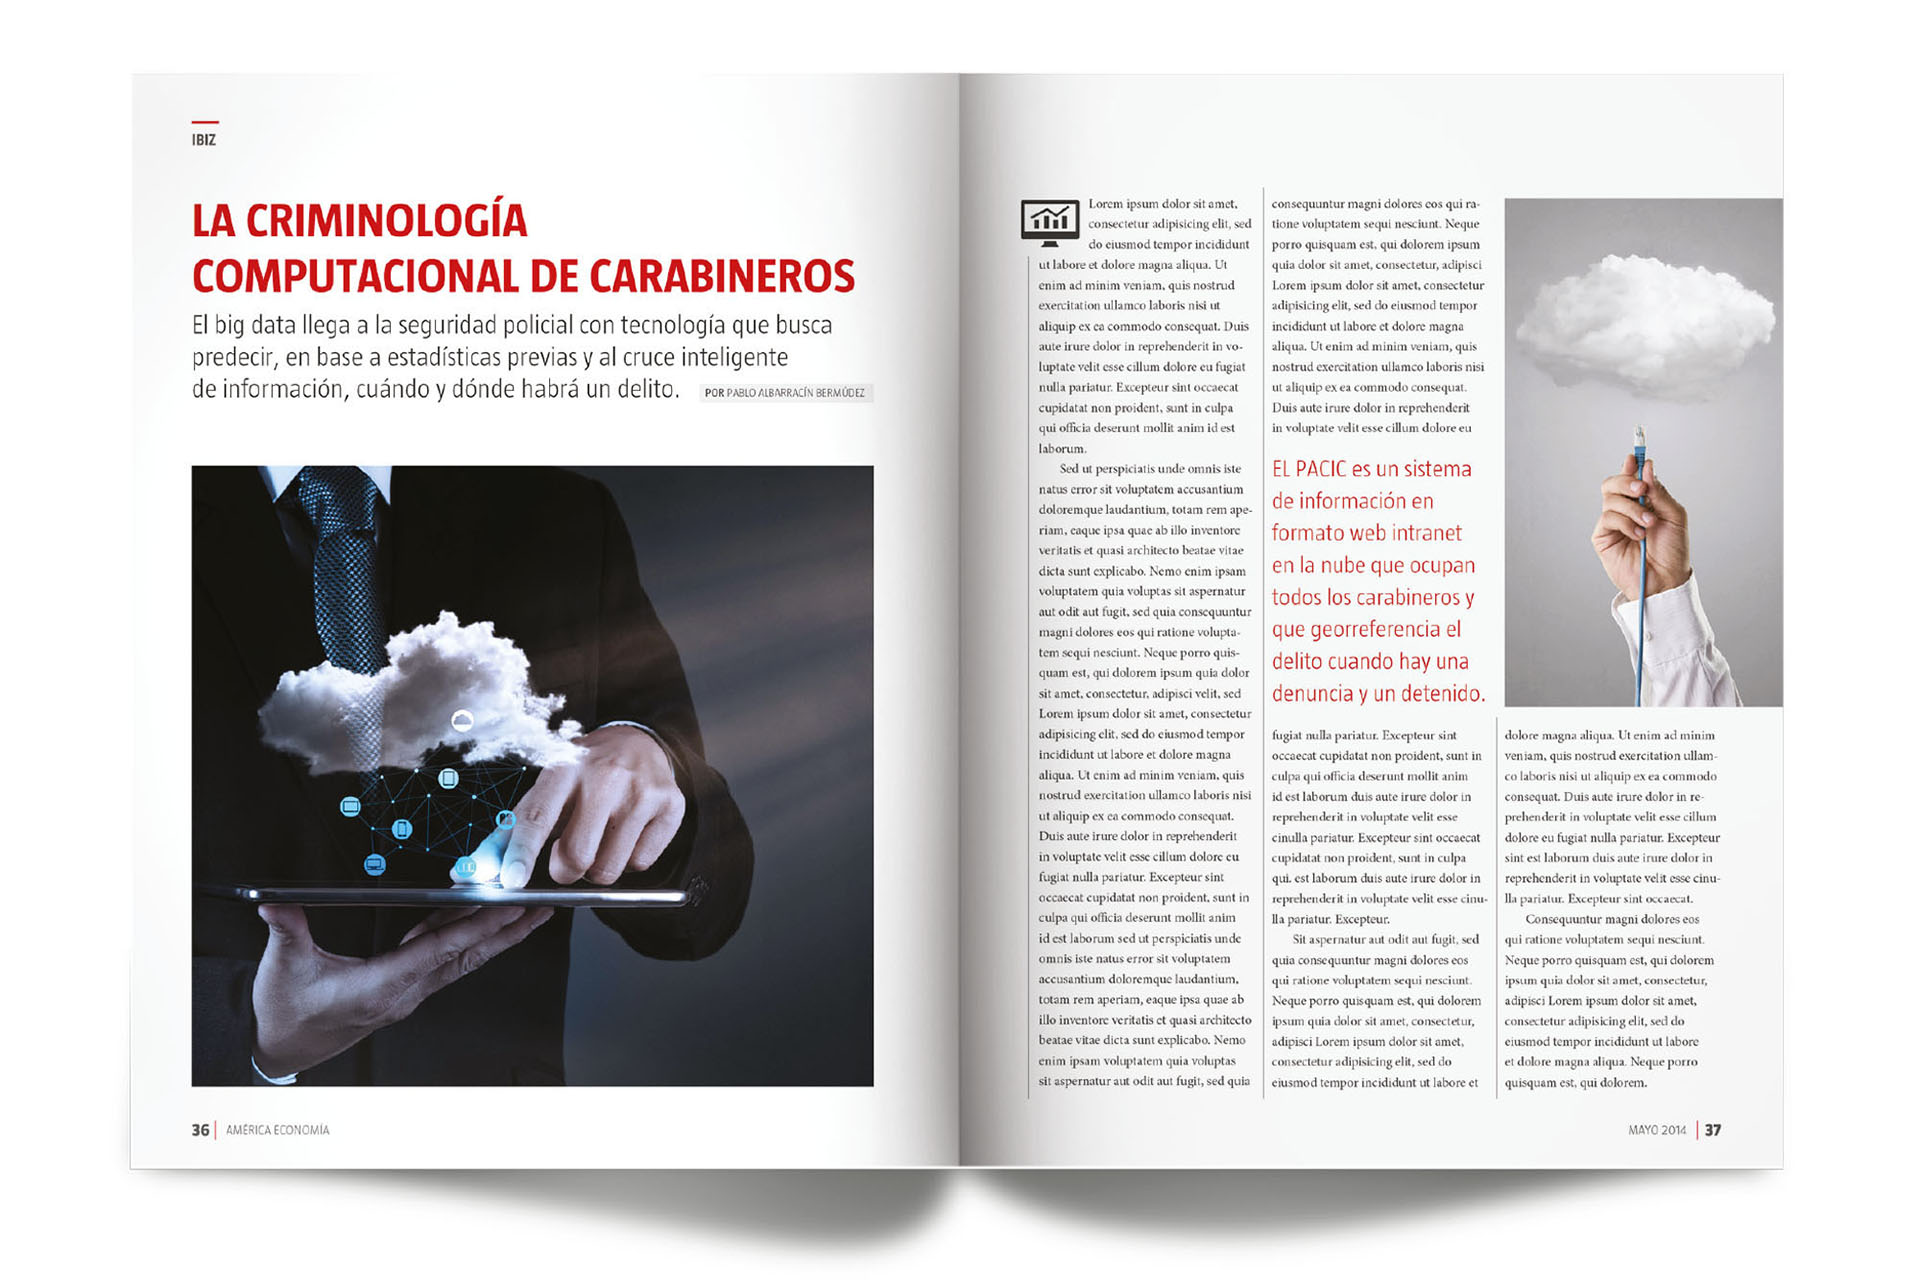 IBIZ
LA CRIMINOLOGÍA
COMPUTACIONAL DE CARABINEROS
El big data llega a la seguridad policial con tecnología que busca
predecir, en base a estadísticas previas y al cruce inteligente
de información, cuándo y dónde habrá un delito.
POR PABLO ALBARRACÍN BERMÚDEZ
36 | AMÉRICA ECONOMÍA
Lorem ipsum dolor sit amet,
consectetur adipisicing elit, sed
do eiusmod tempor incididunt
ut labore et dolore magna aliqua. Ut
enim ad minim veniam, quis nostrud
exercitation ullamco laboris nisi ut
aliquip ex ea commodo consequat. Duis
aute irure dolor in reprehenderit in vo-
luptate velit esse cillum dolore eu fugiat
nulla pariatur. Excepteur sint occaecat
cupidatat non proident, sunt in culpa
qui officia deserunt mollit anim id est
laborum.
Sed ut perspiciatis unde omnis iste
natus error sit voluptatem accusantium
doloremque laudantium, totam rem ape-
riam, eaque ipsa quae ab illo inventore
veritatis et quasi architecto beatae vitae
dicta sunt explicabo. Nemo enim ipsam
voluptatem quia voluptas sit aspernatur
aut odit aut fugit, sed quia consequuntur
magni dolores eos qui ratione volupta-
tem sequi nesciunt. Neque porro quis-
quam est, qui dolorem ipsum quia dolor
sit amet, consectetur, adipisci velit, sed
Lorem ipsum dolor sit amet, consectetur
adipisicing elit, sed do eiusmod tempor
incididunt ut labore et dolore magna
aliqua. Ut enim ad minim veniam, quis
nostrud exercitation ullamco laboris nisi
ut aliquip ex ea commodo consequat.
Duis aute irure dolor in reprehenderit
in voluptate velit esse cillum dolore eu
fugiat nulla pariatur. Excepteur sint
occaecat cupidatat non proident, sunt in
culpa qui officia deserunt mollit anim
id est laborum sed ut perspiciatis unde
omnis iste natus error sit voluptatem
accusantium doloremque laudantium,
totam rem aperiam, eaque ipsa quae ab
illo inventore veritatis et quasi architecto
beatae vitae dicta sunt explicabo. Nemo
enim ipsam voluptatem quia voluptas
sit aspernatur aut odit aut fugit, sed quia
consequuntur magni dolores eos qui ra-
tione voluptatem sequi nesciunt. Neque
porro quisquam est, qui dolorem ipsum
quia dolor sit amet, consectetur, adipisci
Lorem ipsum dolor sit amet, consectetur
adipisicing elit, sed do eiusmod tempor
incididunt ut labore et dolore magna
aliqua. Ut enim ad minim veniam, quis
nostrud exercitation ullamco laboris nisi
ut aliquip ex ea commodo consequat.
Duis aute irure dolor in reprehenderit
in voluptate velit esse cillum dolore eu
EL PACIC es un sistema
de información en
formato web intranet
en la nube que ocupan
todos los carabineros y
que georreferencia el
delito cuando hay una
denuncia y un detenido.
fugiat nulla pariatur. Excepteur sint
occaecat cupidatat non proident, sunt in
culpa qui officia deserunt mollit anim
id est laborum duis aute irure dolor in
reprehenderit in voluptate velit esse
cinulla pariatur. Excepteur sint occaecat
cupidatat non proident, sunt in culpa
qui. est laborum duis aute irure dolor in
reprehenderit in voluptate velit esse cinu-
lla pariatur. Excepteur.
Sit aspernatur aut odit aut fugit, sed
quia consequuntur magni dolores eos
qui ratione voluptatem sequi nesciunt.
Neque porro quisquam est, qui dolorem
ipsum quia dolor sit amet, consectetur,
adipisci Lorem ipsum dolor sit amet,
consectetur adipisicing elit, sed do
eiusmod tempor incididunt ut labore et
dolore magna aliqua. Ut enim ad minim
veniam, quis nostrud exercitation ullam-
co laboris nisi ut aliquip ex ea commodo
consequat. Duis aute irure dolor in re-
prehenderit in voluptate velit esse cillum
dolore eu fugiat nulla pariatur. Excepteur
sint est laborum duis aute irure dolor in
reprehenderit in voluptate velit esse cinu-
lla pariatur. Excepteur sint occaecat.
Consequuntur magni dolores eos
qui ratione voluptatem sequi nesciunt.
Neque porro quisquam est, qui dolorem
ipsum quia dolor sit amet, consectetur,
adipisci Lorem ipsum dolor sit amet,
consectetur adipisicing elit, sed do
eiusmod tempor incididunt ut labore
et dolore magna aliqua. Neque porro
quisquam est, qui dolorem.
MAYO 2014 | 37